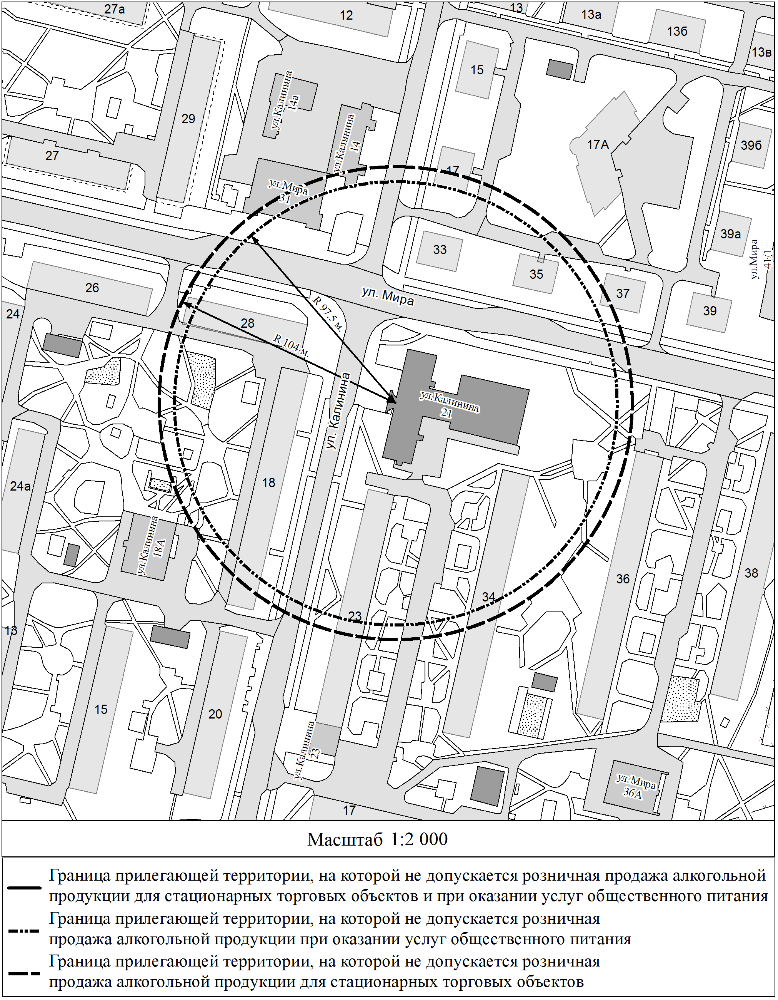 27а
12
13
13а
13б
13в
15
ул.Калинина
14а
29
ул.Калинина
14
17А
39б
27
17
ул.Мира
31
39а
ул.Мира
41/1
33
35
37
39
26
24
28
ул. Мира
R 97.5 м.
R 104 м.
ул. Калинина
ул.Калинина
21
18
24а
ул.Калинина
18А
36
38
34
23
13
15
20
ул.Калинина
23
17
ул.Мира
36А
Масштаб 1:2 000
Граница прилегающей территории, на которой не допускается розничная продажа алкогольной
продукции для стационарных торговых объектов и при оказании услуг общественного питания
Граница прилегающей территории, на которой не допускается розничная
продажа алкогольной продукции при оказании услуг общественного питания
Граница прилегающей территории, на которой не допускается розничная
продажа алкогольной продукции для стационарных торговых объектов